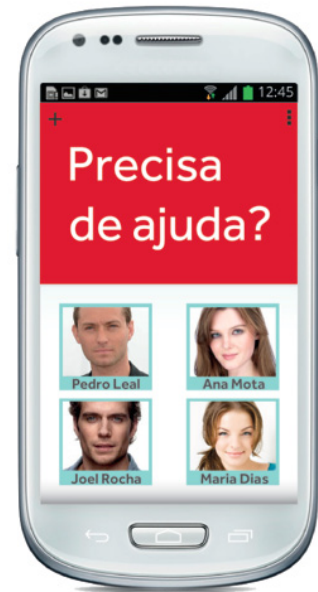 12:45
Precisa
de ajuda?
Pedro Leal
Ana Mota
Joel Rocha
Maria Dias